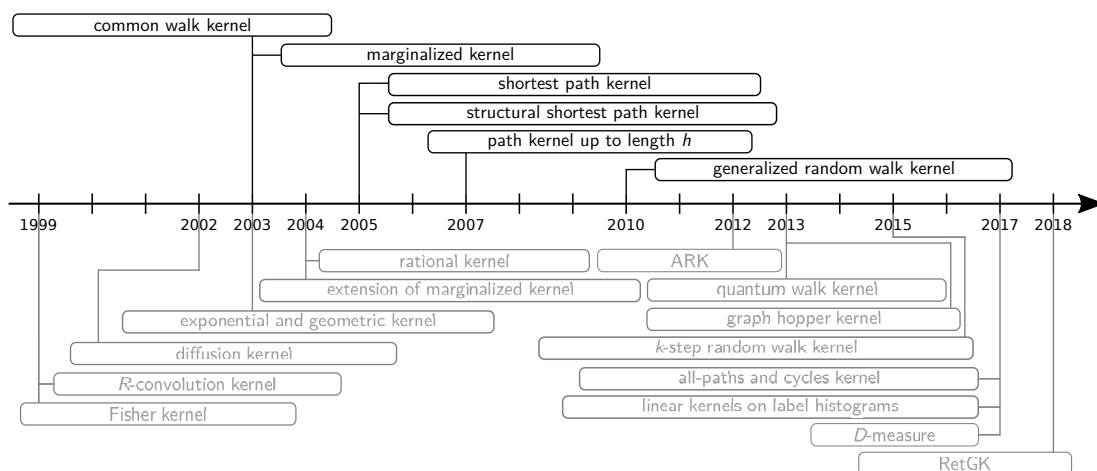 common walk kernel
marginalized kernel
shortest path kernel
structural shortest path kernel
path kernel up to length h
generalized random walk kernel
1999 2002 2003 2004 2005 2007 2010 2012 2013 2015 2017 2018
rational kernel ARK
extension of marginalized kernel quantum walk kernel
exponential and geometric kernel graph hopper kernel
diffusion kernel k-step random walk kernel
R-convolution kernel all-paths and cycles kernel
Fisher kernel linear kernels on label histograms
D-measure
RetGK